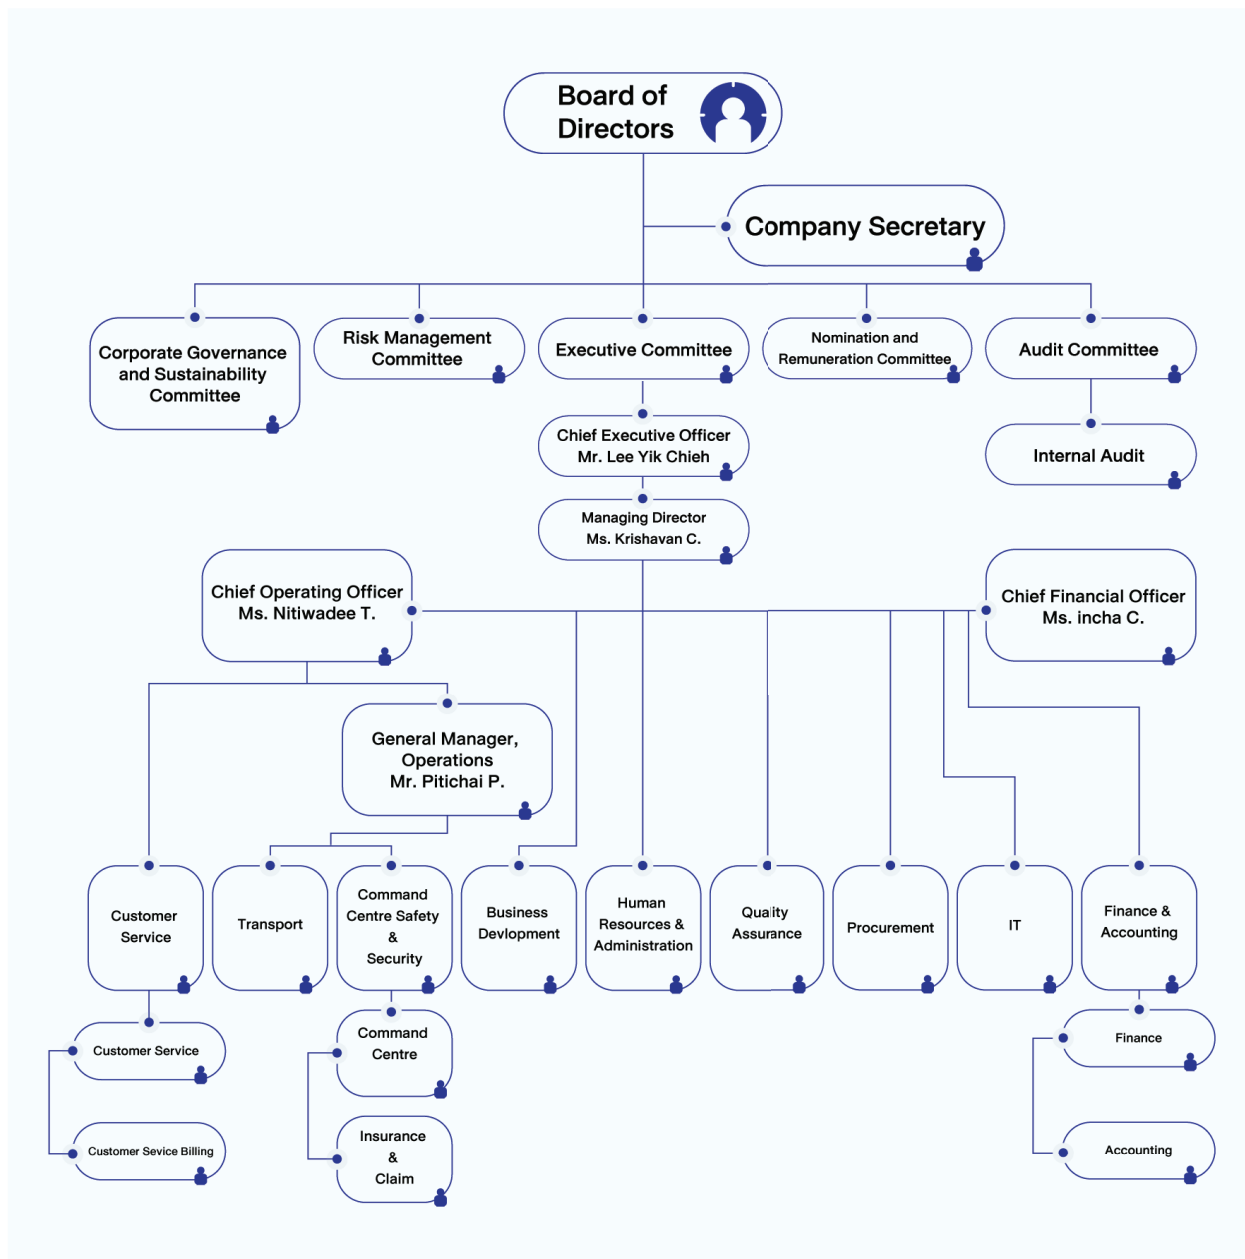 Board of
Directors
Company Secretary
Corporate Governance
and Sustainability
Committee
Risk Management
Committee
Executive Committee
Nomination and
Remuneration Committee
Audit Committee
Chief Executive Officer
Mr. Lee Yik Chieh
Internal Audit
Managing Director
Ms. Krishavan C.
Chief Operating Officer
Ms. Nitiwadee T.
Chief Financial Officer
Ms. incha C.
General Manager,
Operations
Mr. Pitichai P.
Customer
Service
Transport
Command
Centre Safety
&
Security
Business
Devlopment
Human
Resources &
Administration
Quality
Assurance
Procurement
IT
Finance &
Accounting
Customer Service
Command
Centre
Finance
Customer Sevice Billing
Insurance
&
Claim
Accounting